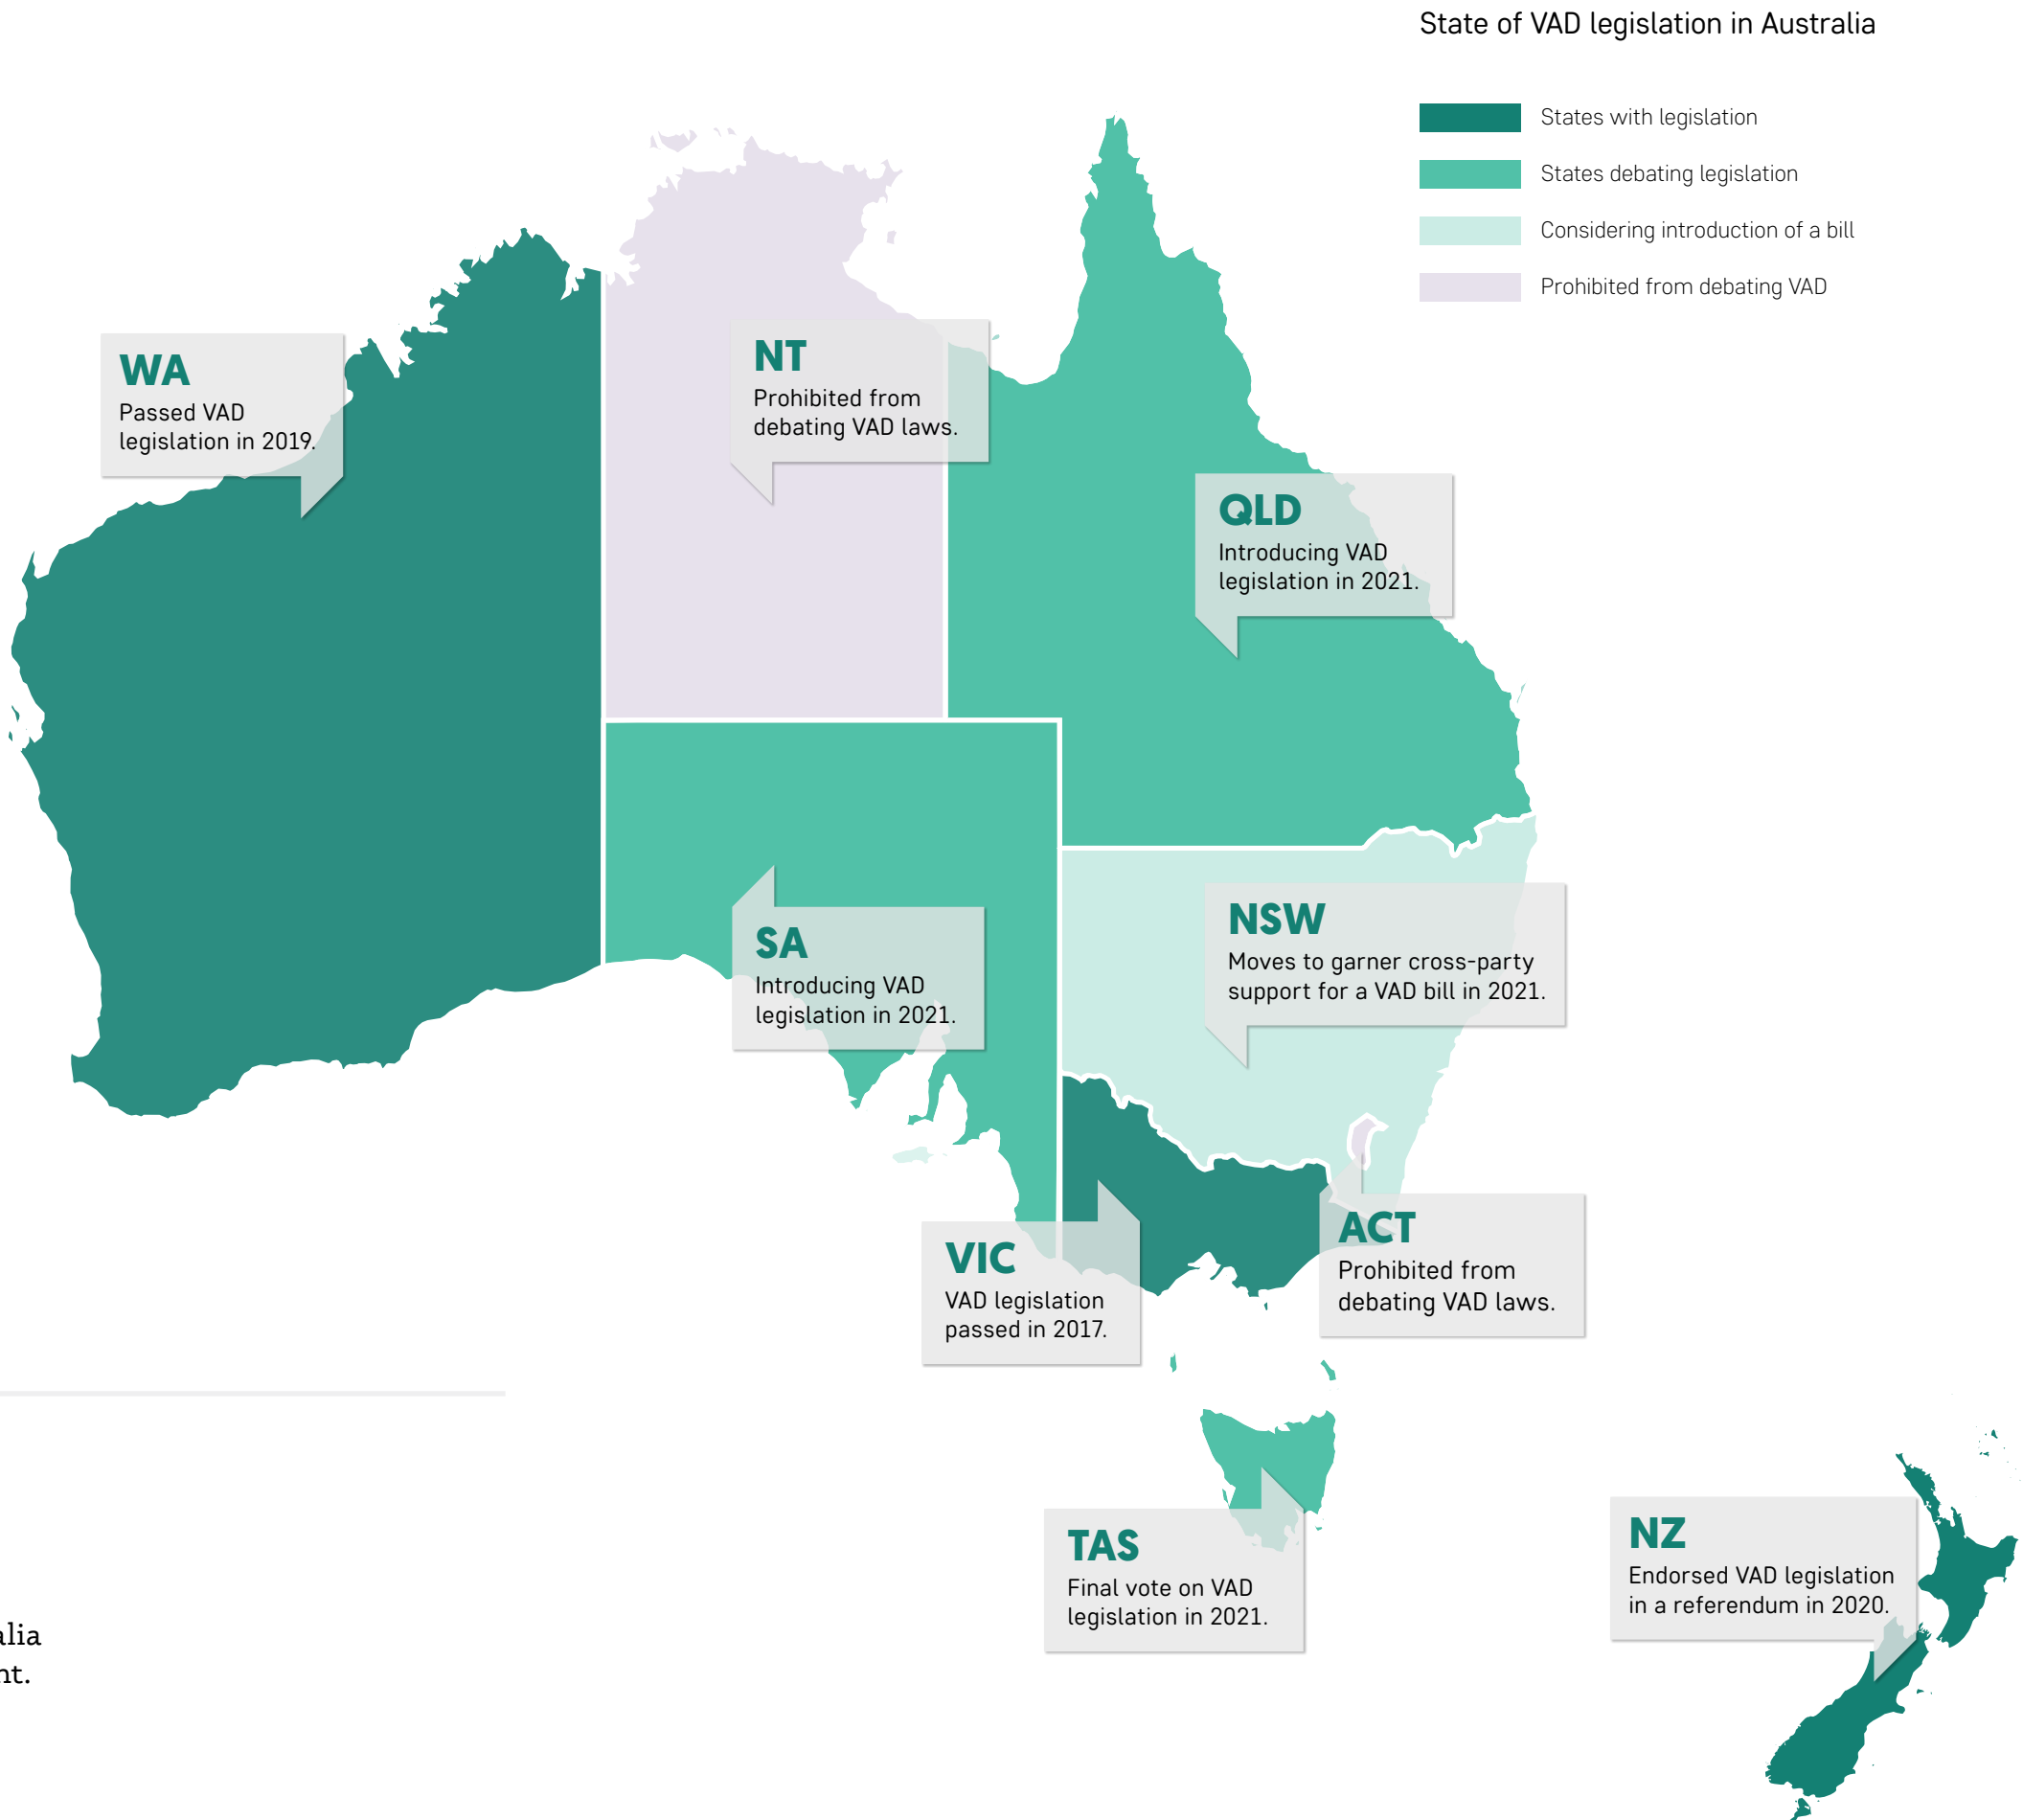 State of VAD legislation in Australia
States with legislation
States debating legislation
Considering introduction of a bill
Prohibited from debating VAD
WA
Passed VAD
legislation in 2019.
NT
Prohibited from
debating VAD laws.
QLD
Introducing VAD
legislation in 2021.
SA
Introducing VAD
legislation in 2021.
NSW
Moves to garner cross-party
support for a VAD bill in 2021.
VIC
VAD legislation
passed in 2017.
ACT
Prohibited from
debating VAD laws.
TAS
Final vote on VAD
legislation in 2021.
NZ
Endorsed VAD legislation
in a referendum in 2020.